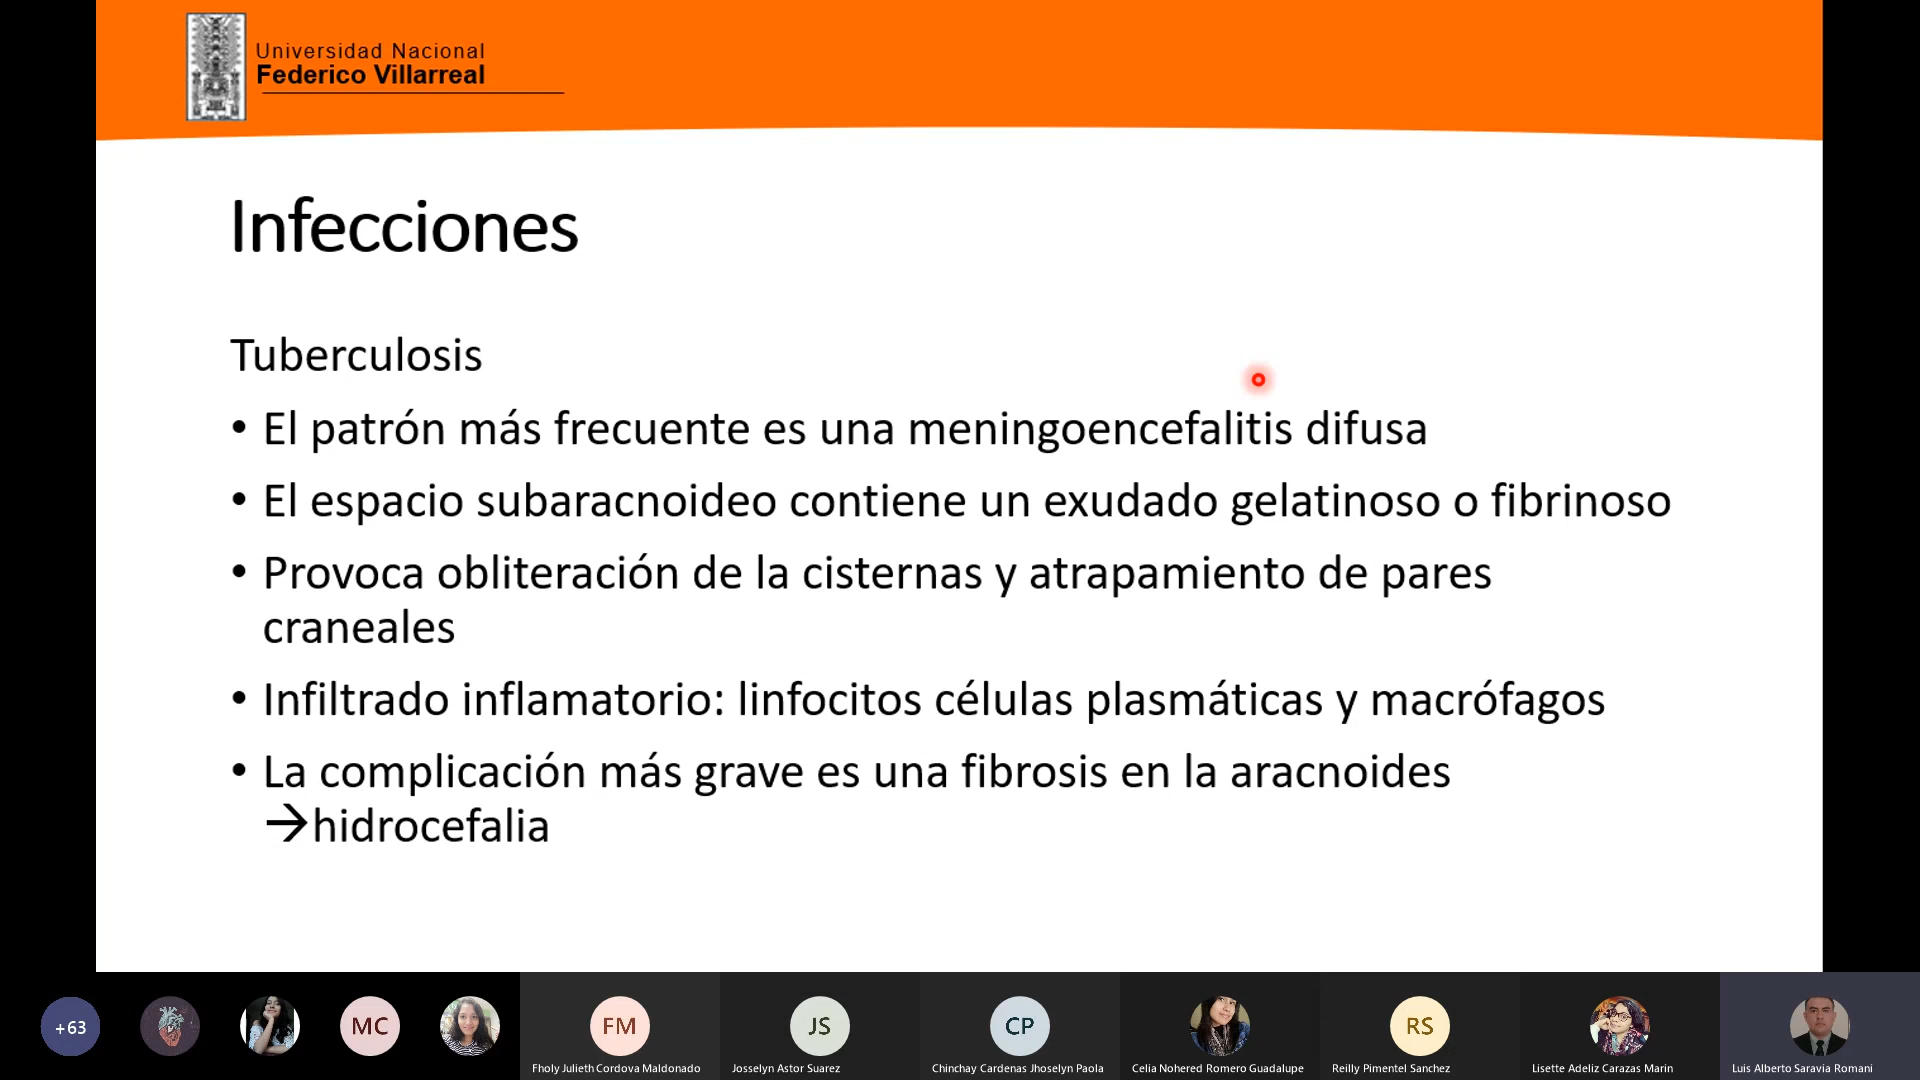 Universidad Nacional
Federico Villarreal
Infecciones
Tuberculosis
• El patrón más frecuente es una meningoencefalitis difusa
• El espacio subaracnoideo contiene un exudado gelatinoso o fibrinoso
• Provoca obliteración de la cisternas y atrapamiento de pares
craneales
• Infiltrado inflamatorio: linfocitos células plasmáticas y macrófagos
• La complicación más grave es una fibrosis en la aracnoides
→hidrocefalia
+63
MC
FM
JS
CP
RS
Fholy Julieth Cordova Maldonado
Josselyn Astor Suarez
Chinchay Cardenas Jhoselyn Paola
Celia Nohered Romero Guadalupe
Reilly Pimentel Sanchez
Lisette Adeliz Carazas Marin
Luis Alberto Saravia Romani